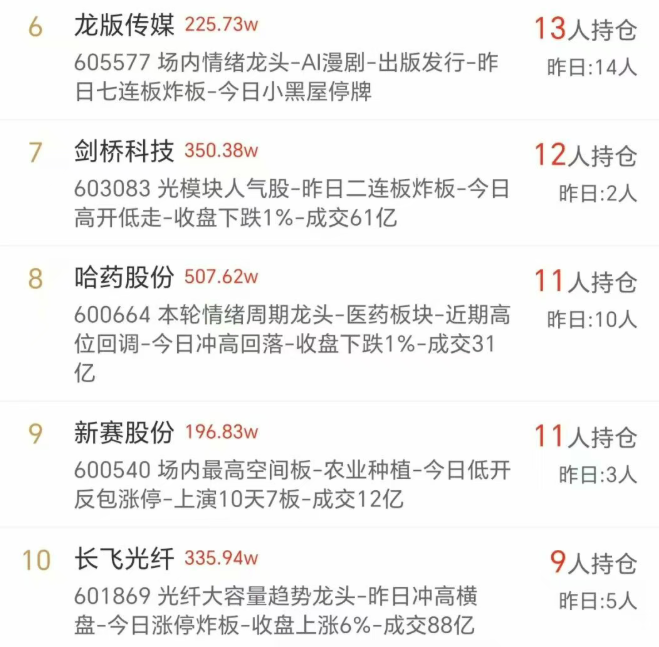 6 龙版传媒 225.73w 13人持仓
605577 场内情绪龙头-AI漫剧-出版发行-昨 昨日:14人
日七连板炸板-今日小黑屋停牌
7 剑桥科技 350.38w 12人持仓
603083 光模块人气股-昨日二连板炸板-今日 昨日:2人
高开低走-收盘下跌1%-成交61亿
8 哈药股份 507.62w 11人持仓
600664 本轮情绪周期龙头-医药板块-近期高 昨日:10人
位回调-今日冲高回落-收盘下跌1%-成交31
亿
9 新赛股份 196.83w 11人持仓
600540 场内最高空间板-农业种植-今日低开 昨日:3人
反包涨停-上演10天7板-成交12亿
10 长飞光纤 335.94w 9人持仓
601869 光纤大容量趋势龙头-昨日冲高横 昨日:5人
盘-今日涨停炸板-收盘上涨6%-成交88亿